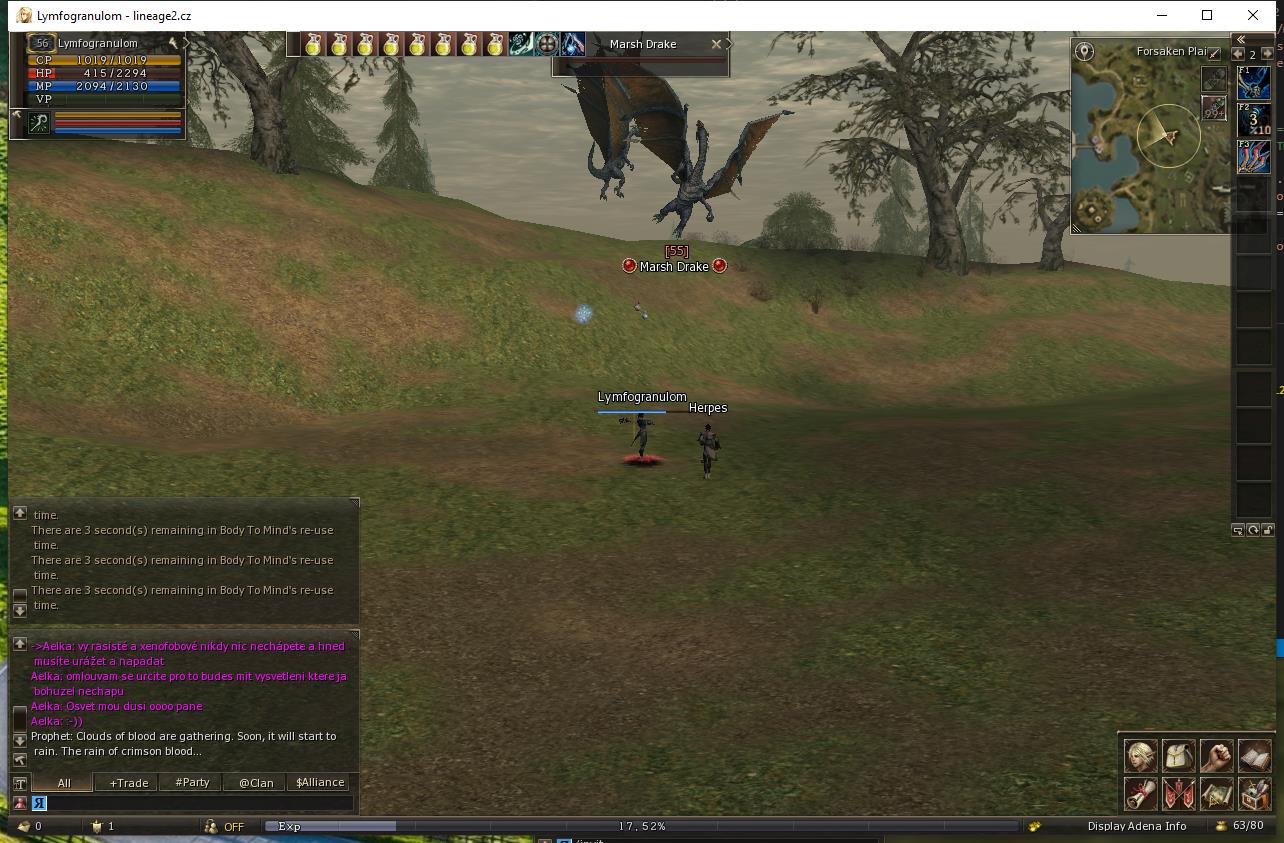 Lymfogranulom - lineage2.cz
56 Lymfogranulom
CP 1019/1019
HP 415/2294
MP 2094/2130
VP
Marsh Drake
Forsaken Plai
99+
2
F1
F2
3
x10
F3
[55]
Marsh Drake
Lymfogranulom
Herpes
time.
There are 3 second(s) remaining in Body To Mind's re-use
time.
There are 3 second(s) remaining in Body To Mind's re-use
time.
There are 3 second(s) remaining in Body To Mind's re-use
time.
->Aelka: vy rasisté a xenofobové nikdy nic nechápete a hned
musíte urážet a napadat
Aelka: omlouvam se urcite pro to budes mit vysvetleni ktere ja
bohuzel nechapu
Aelka: Osvet mou dusi oooo pane
Aelka: :-))
Prophet: Clouds of blood are gathering. Soon, it will start to
rain. The rain of crimson blood...
All +Trade #Party @Clan $Alliance
Я
0 1 OFF Exp 17,52% Display Adena Info 63/80